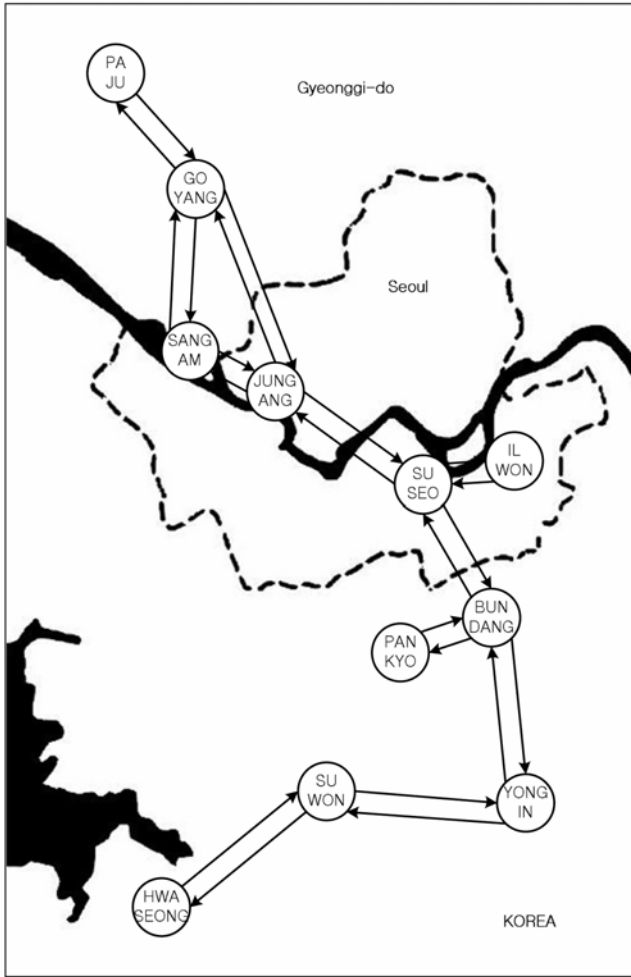 PA
JU
Gyeonggi-do
GO
YANG
Seoul
SANG
AM
JUNG
ANG
SU
SEO
IL
WON
BUN
DANG
PAN
KYO
SU
WON
YONG
IN
HWA
SEONG
KOREA